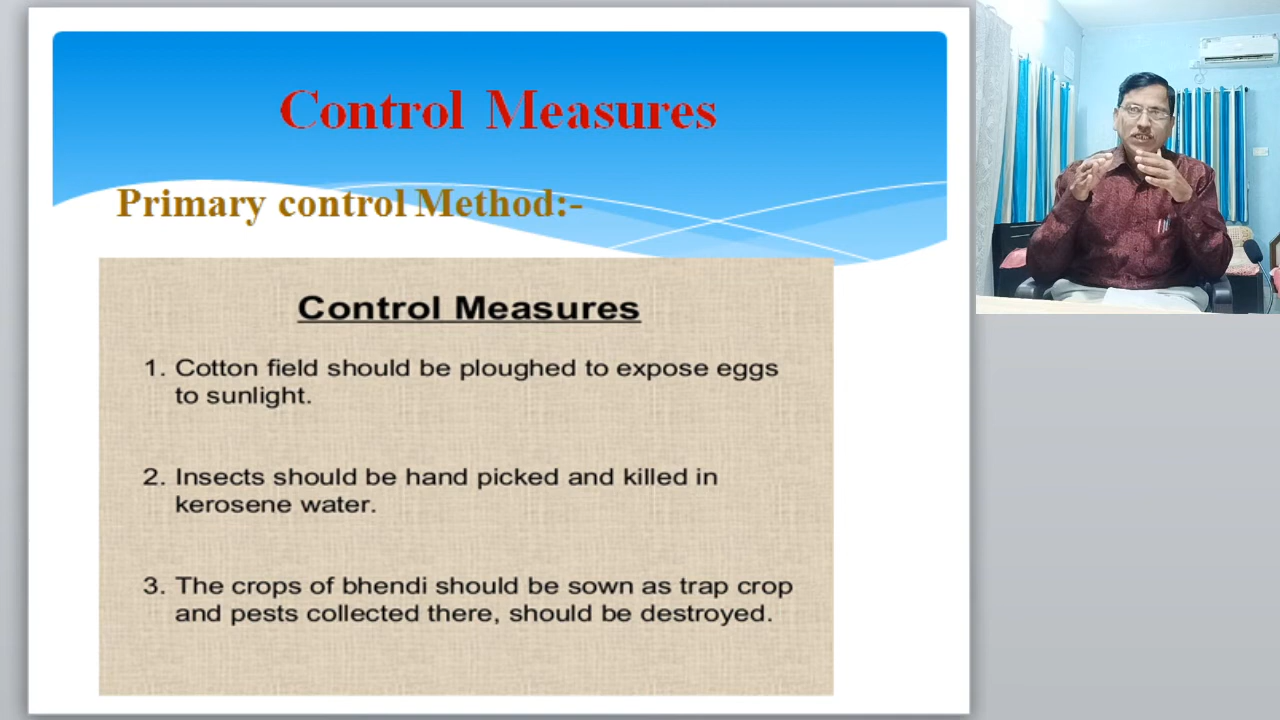 Control Measures
Primary control Method:-
Control Measures
1. Cotton field should be ploughed to expose eggs
to sunlight.
2. Insects should be hand picked and killed in
kerosene water.
3. The crops of bhendi should be sown as trap crop
and pests collected there, should be destroyed.